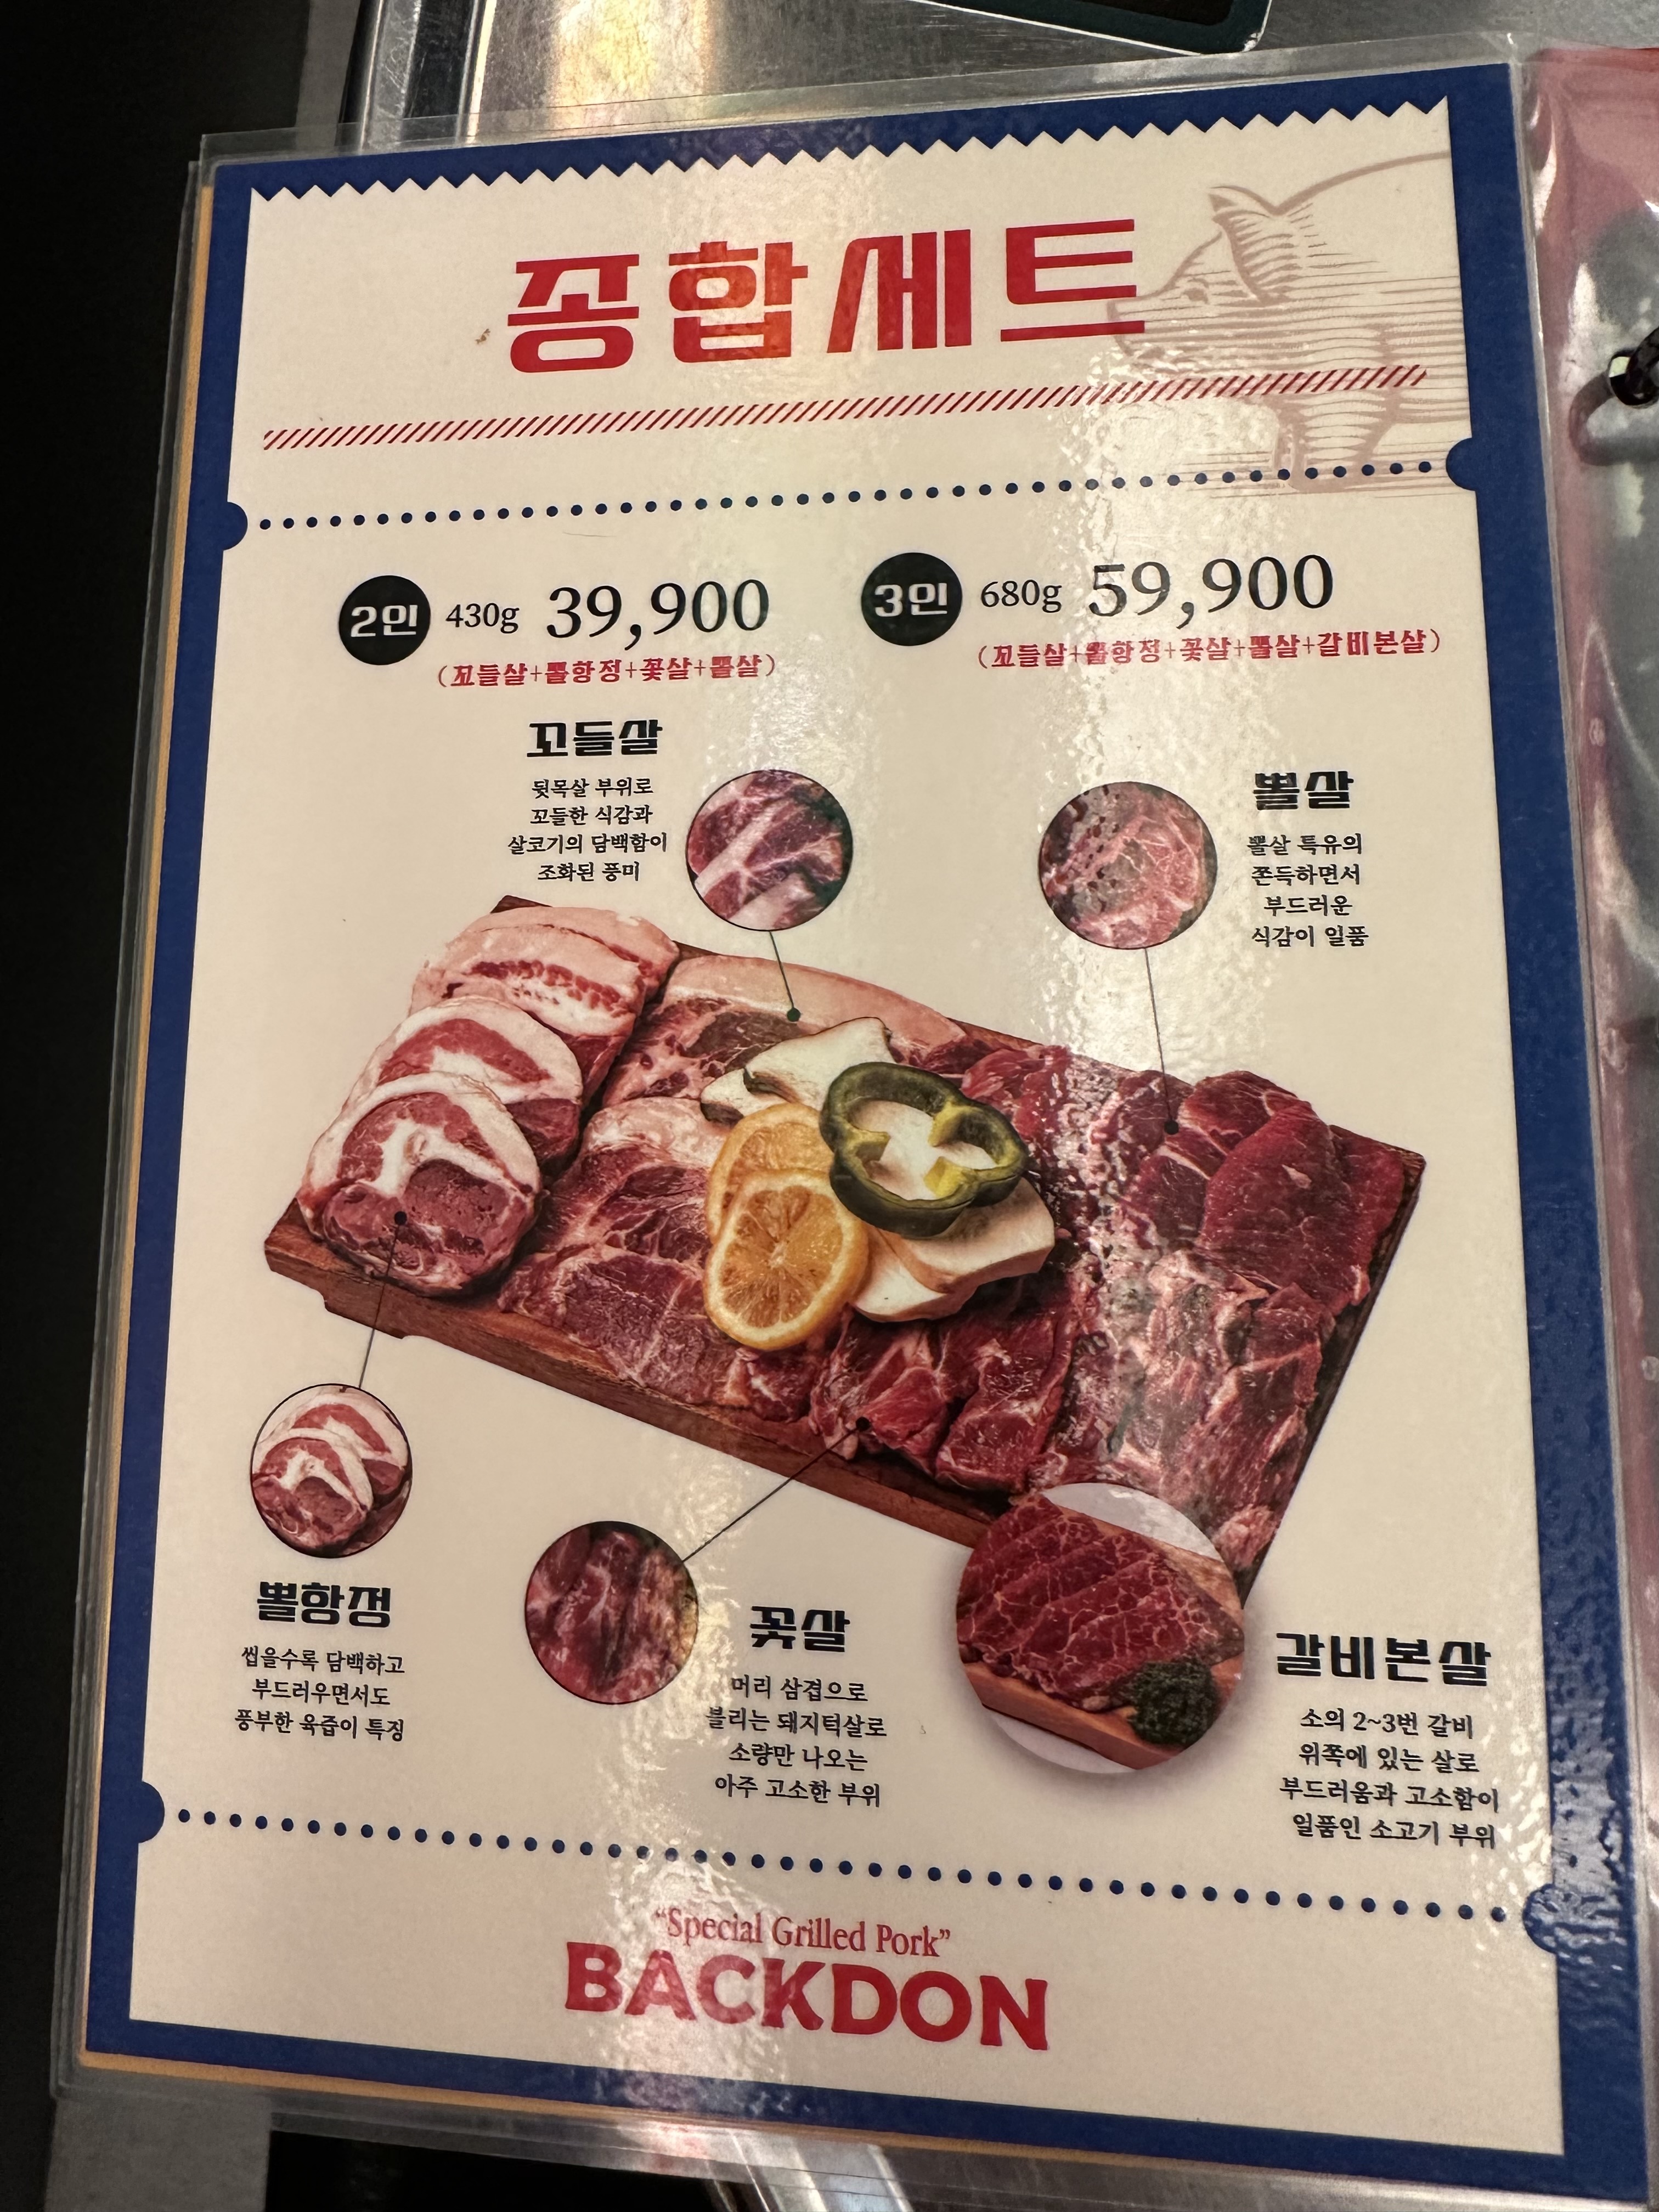 종합세트
2인 430g 39,900
(꼬들살+뽈항정+꽃살+뽈살)
3인 680g 59,900
(꼬들살+뽈항정+꽃살+뽈살+갈비본살)
꼬들살
뒷목살 부위로
꼬들한 식감과
살코기의 담백함이
조화된 풍미
뽈살
뽈살 특유의
쫀득하면서
부드러운
식감이 일품
뽈항정
씹을수록 담백하고
부드러우면서도
풍부한 육즙이 특징
꽃살
머리 삼겹으로
불리는 돼지턱살로
소량만 나오는
아주 고소한 부위
갈비본살
소의 2~3번 갈비
위쪽에 있는 살로
부드러움과 고소함이
일품인 소고기 부위
“Special Grilled Pork”
BACKDON